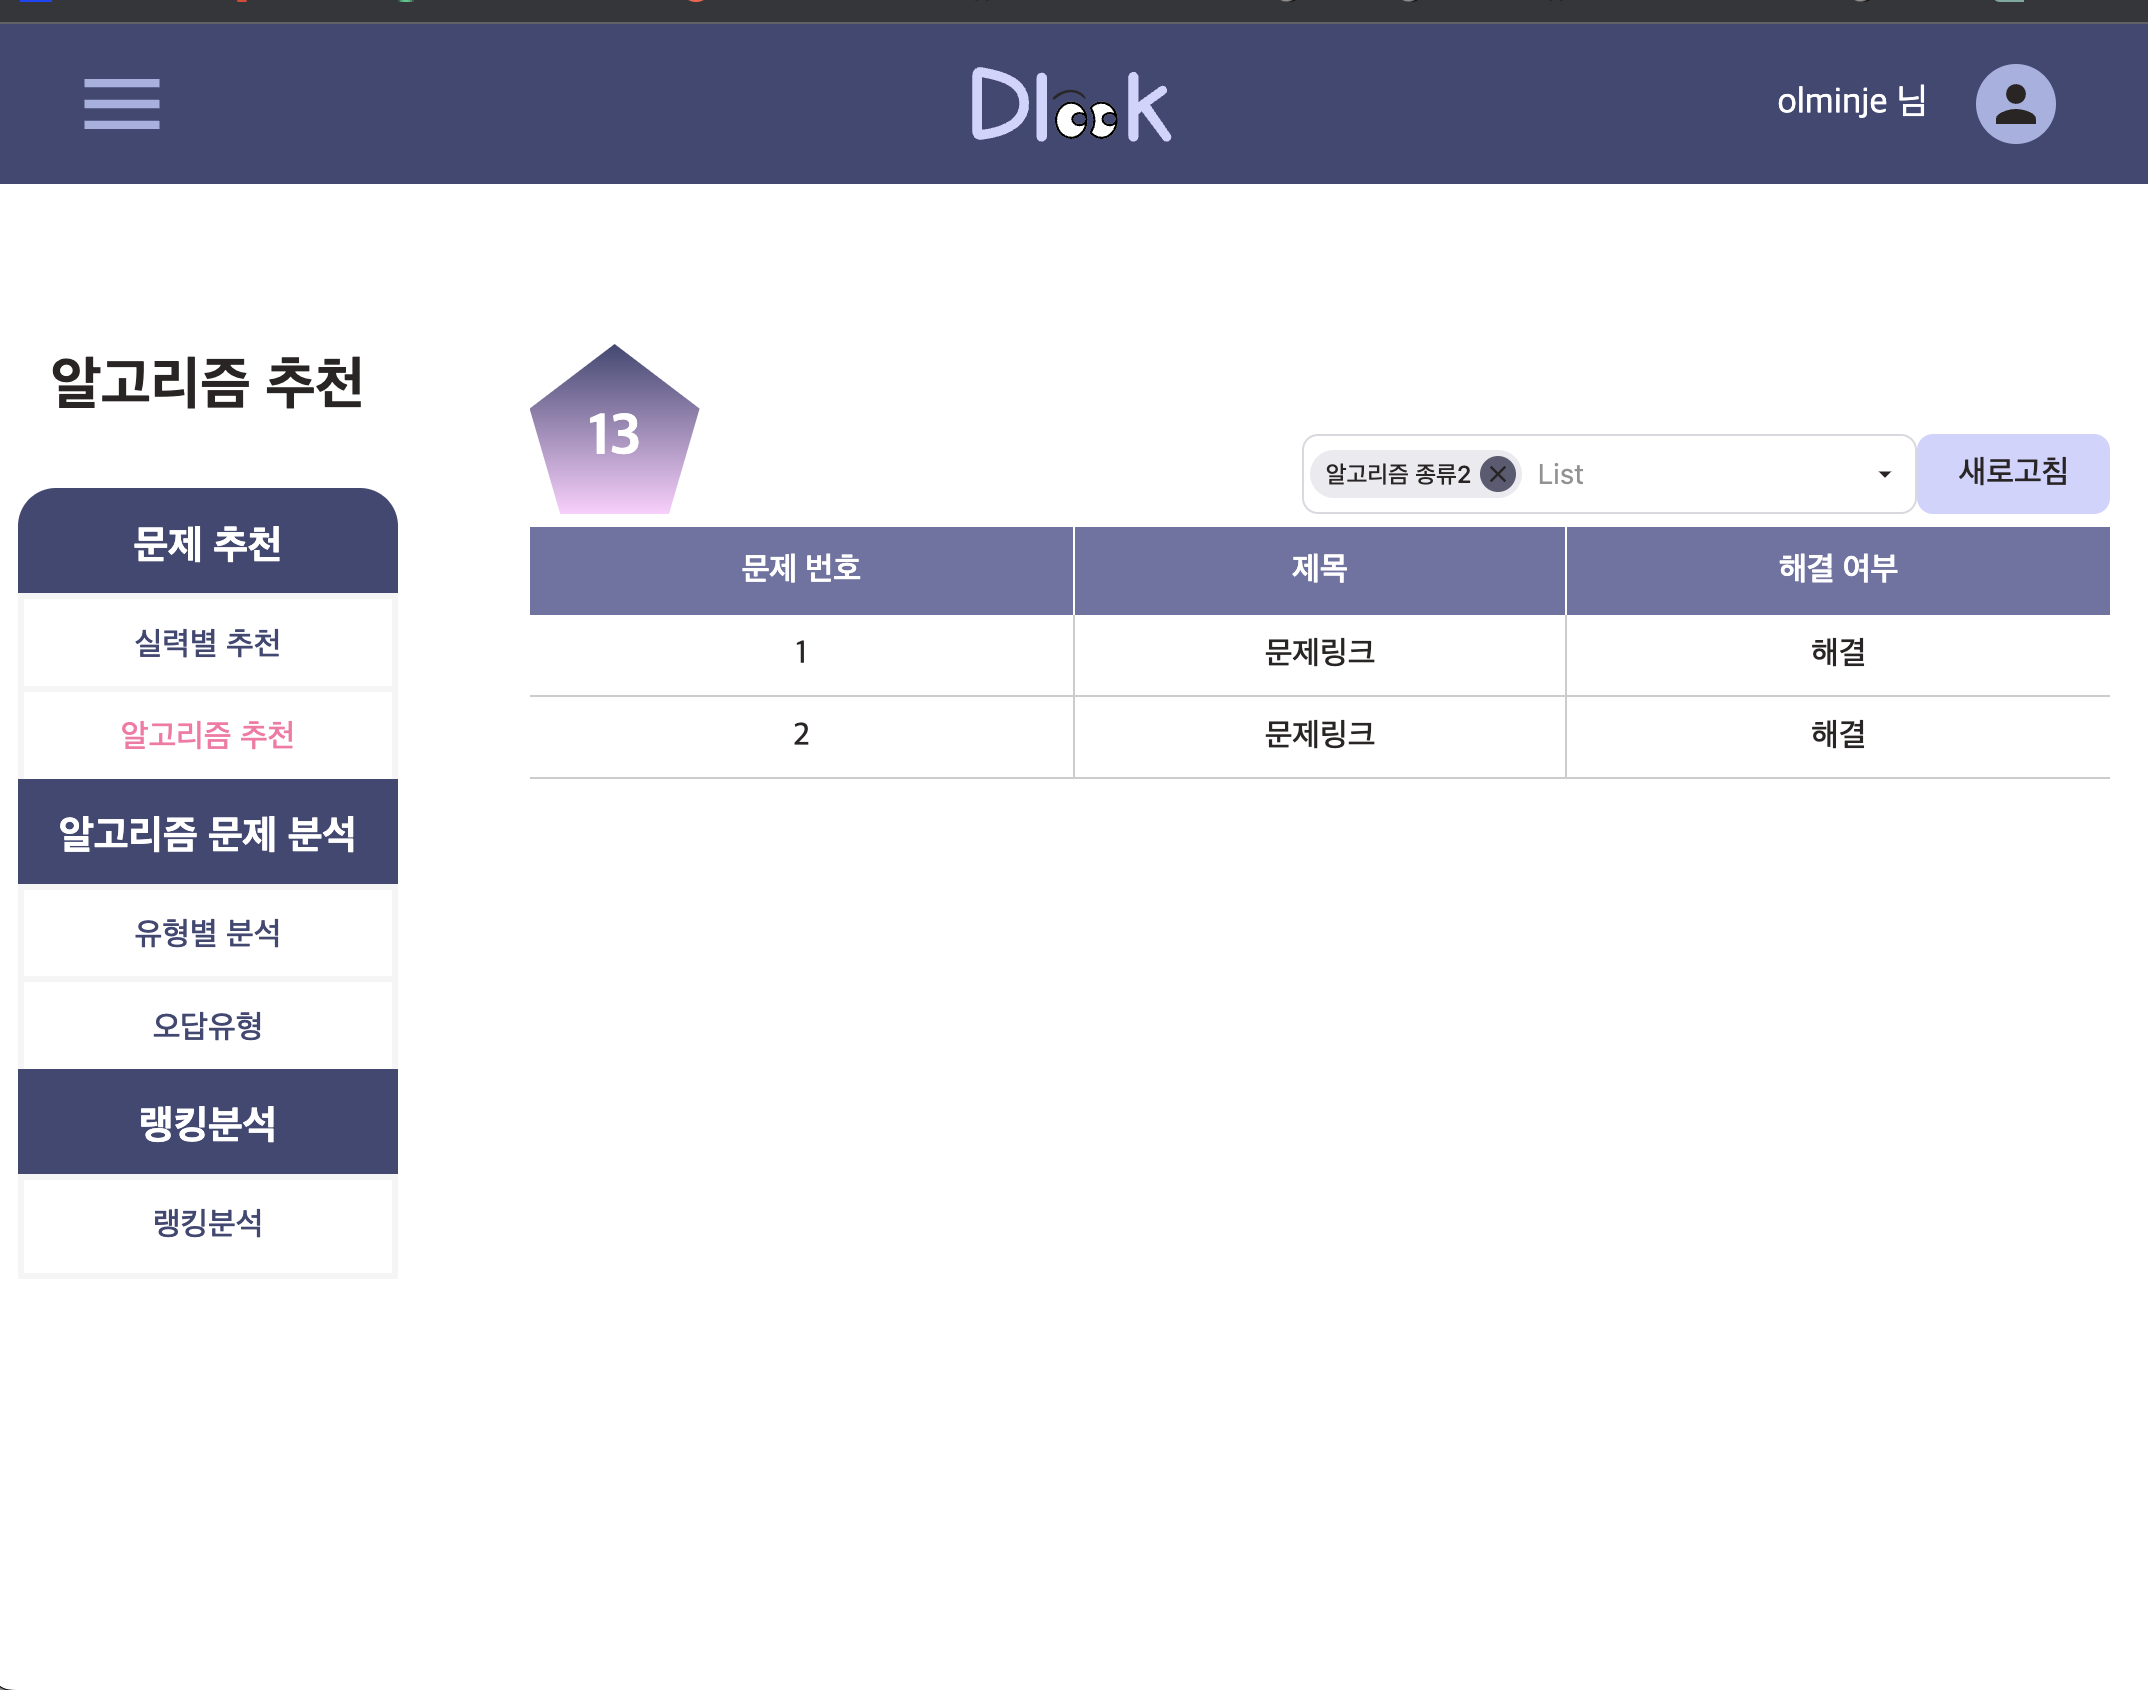 Dlook
olminje 님
알고리즘 추천
문제 추천
실력별 추천
알고리즘 추천
알고리즘 문제 분석
유형별 분석
오답유형
랭킹분석
랭킹분석
13
알고리즘 종류2 List
새로고침
문제 번호 제목 해결 여부
1 문제링크 해결
2 문제링크 해결